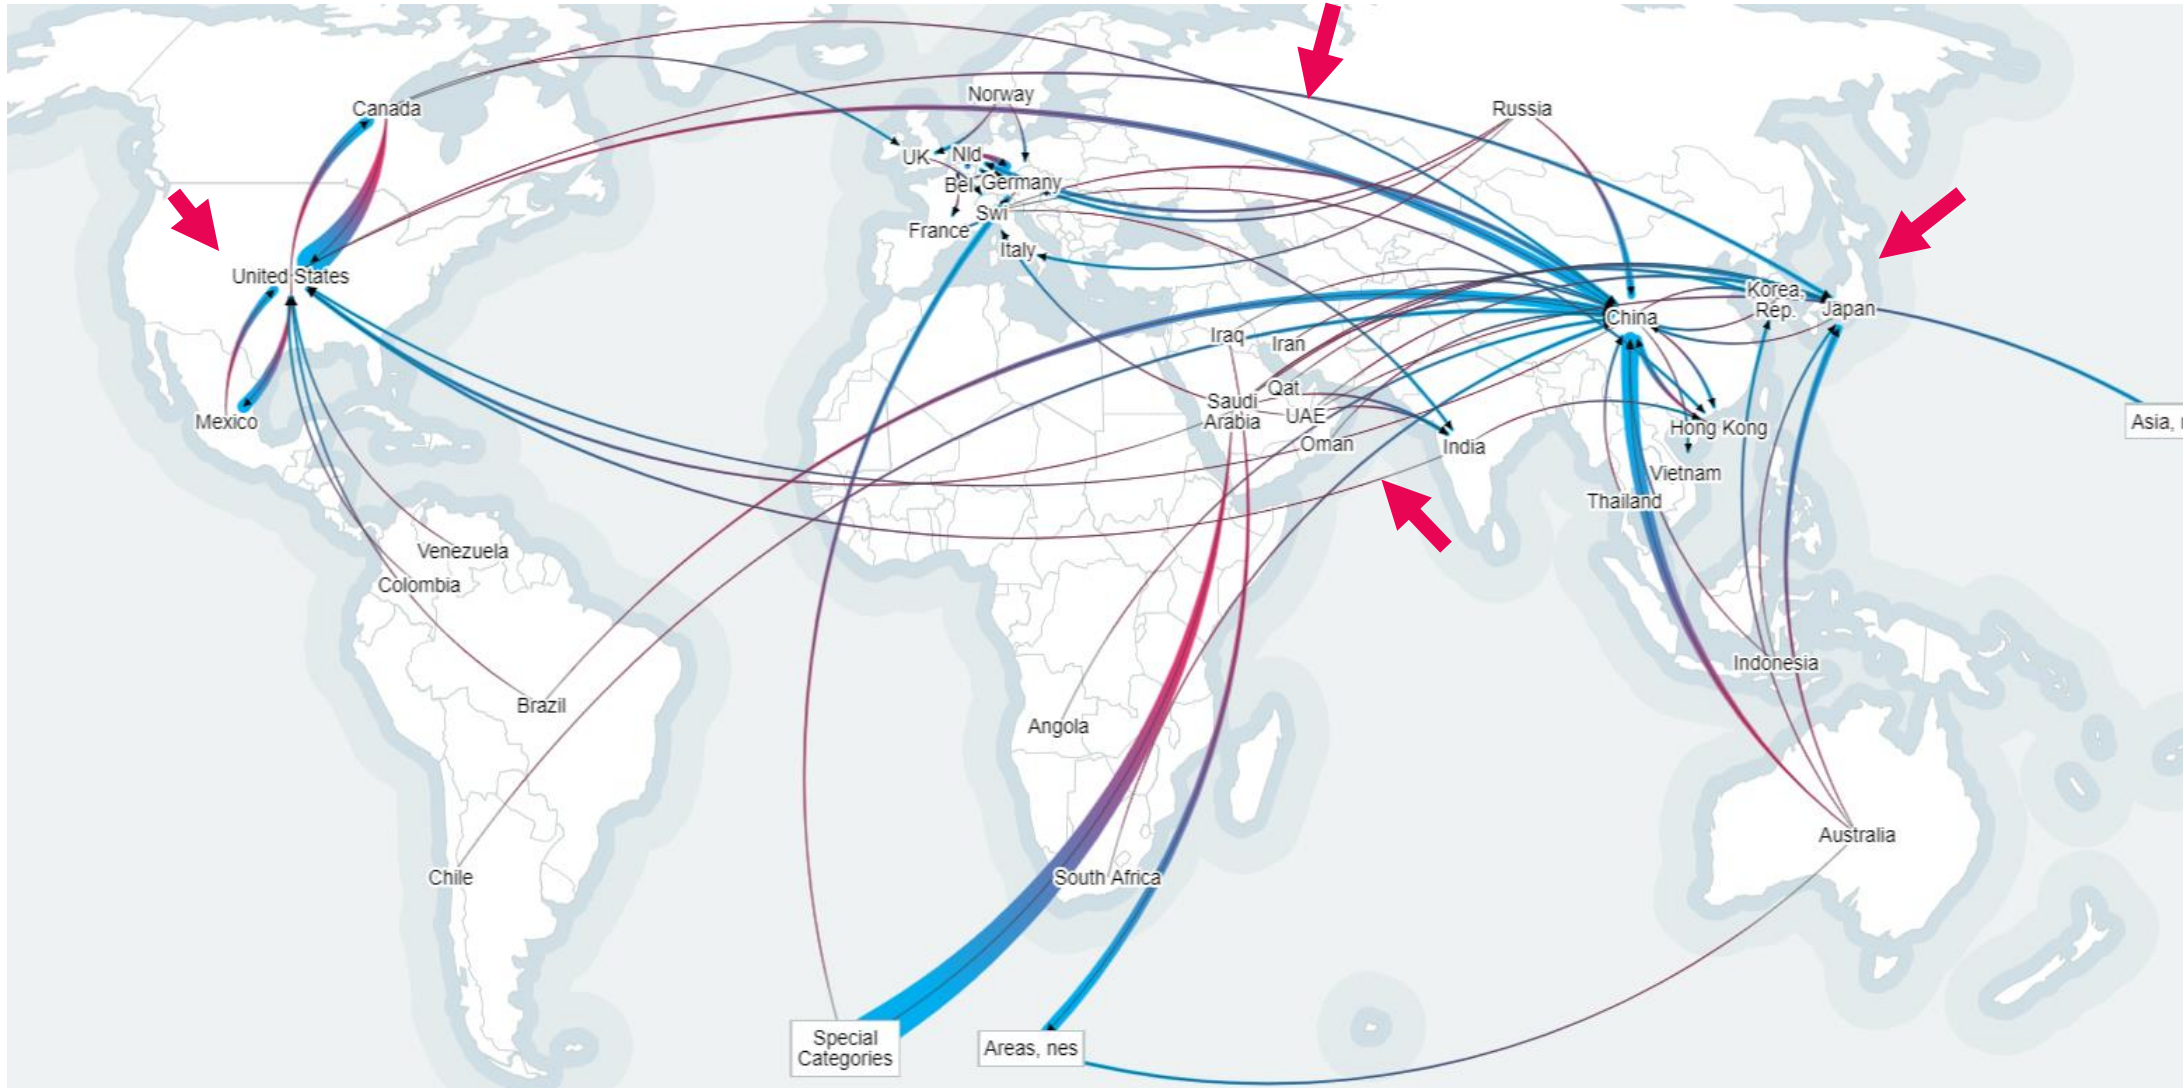 Canada
Norway
Russia
UK
Nld
Bel
Germany
Swi
France
Italy
United States
Korea,
Rep.
Japan
China
Iraq
Iran
Qat
Saudi
Arabia
UAE
Oman
India
Hong Kong
Vietnam
Thailand
Mexico
Asia,
Venezuela
Colombia
Indonesia
Brazil
Angola
Australia
Chile
South Africa
Special
Categories
Areas, nes